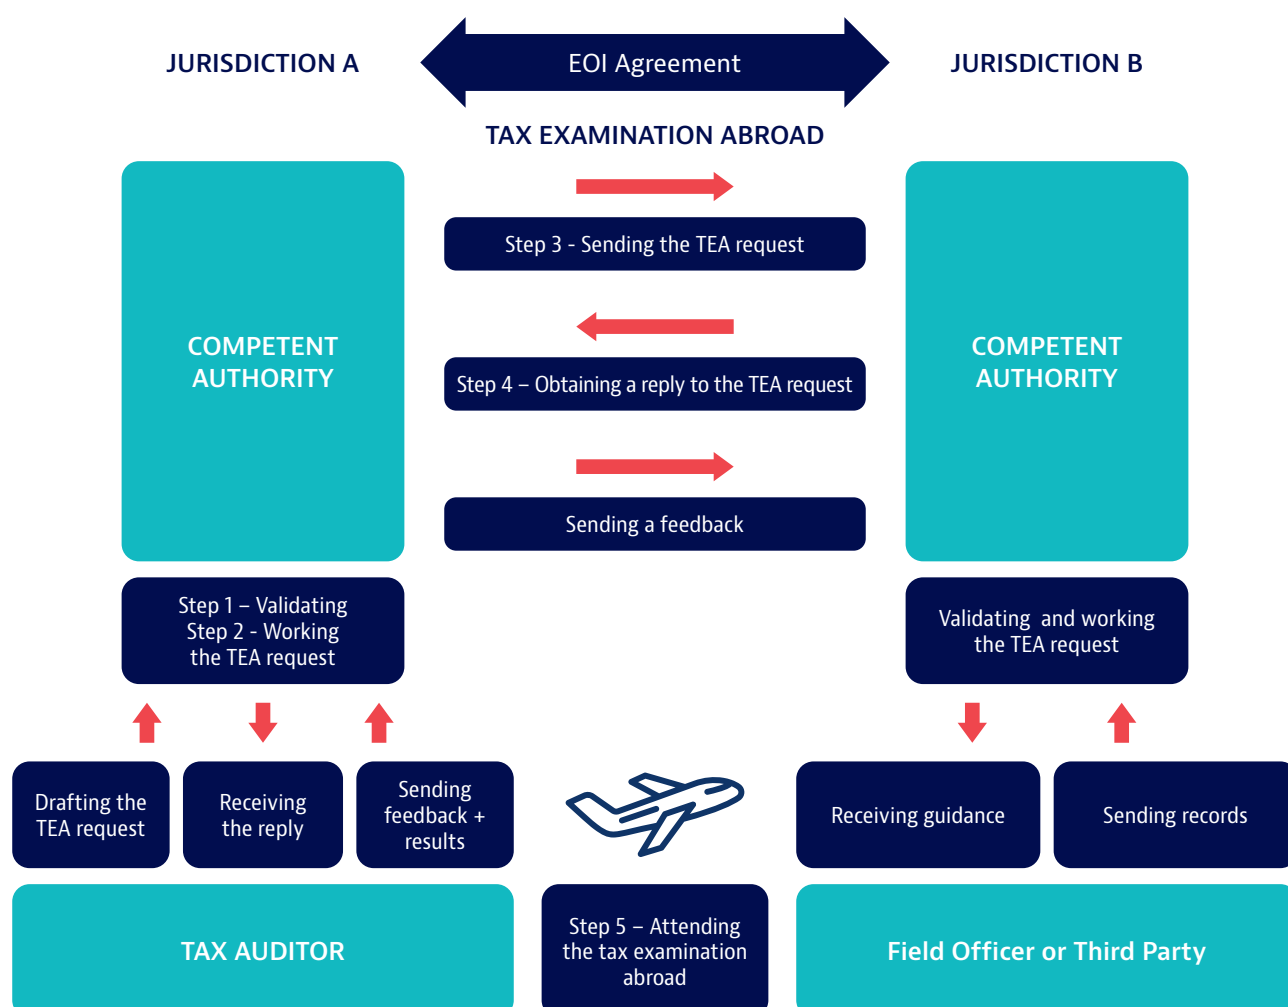 JURISDICTION A
EOI Agreement
JURISDICTION B
TAX EXAMINATION ABROAD
COMPETENT
AUTHORITY
Step 3 - Sending the TEA request
Step 4 – Obtaining a reply to the TEA request
Sending a feedback
COMPETENT
AUTHORITY
Step 1 – Validating
Step 2 - Working
the TEA request
Validating and working
the TEA request
Drafting the
TEA request
Receiving
the reply
Sending
feedback +
results
Receiving guidance
Sending records
TAX AUDITOR
Step 5 – Attending
the tax examination
abroad
Field Officer or Third Party